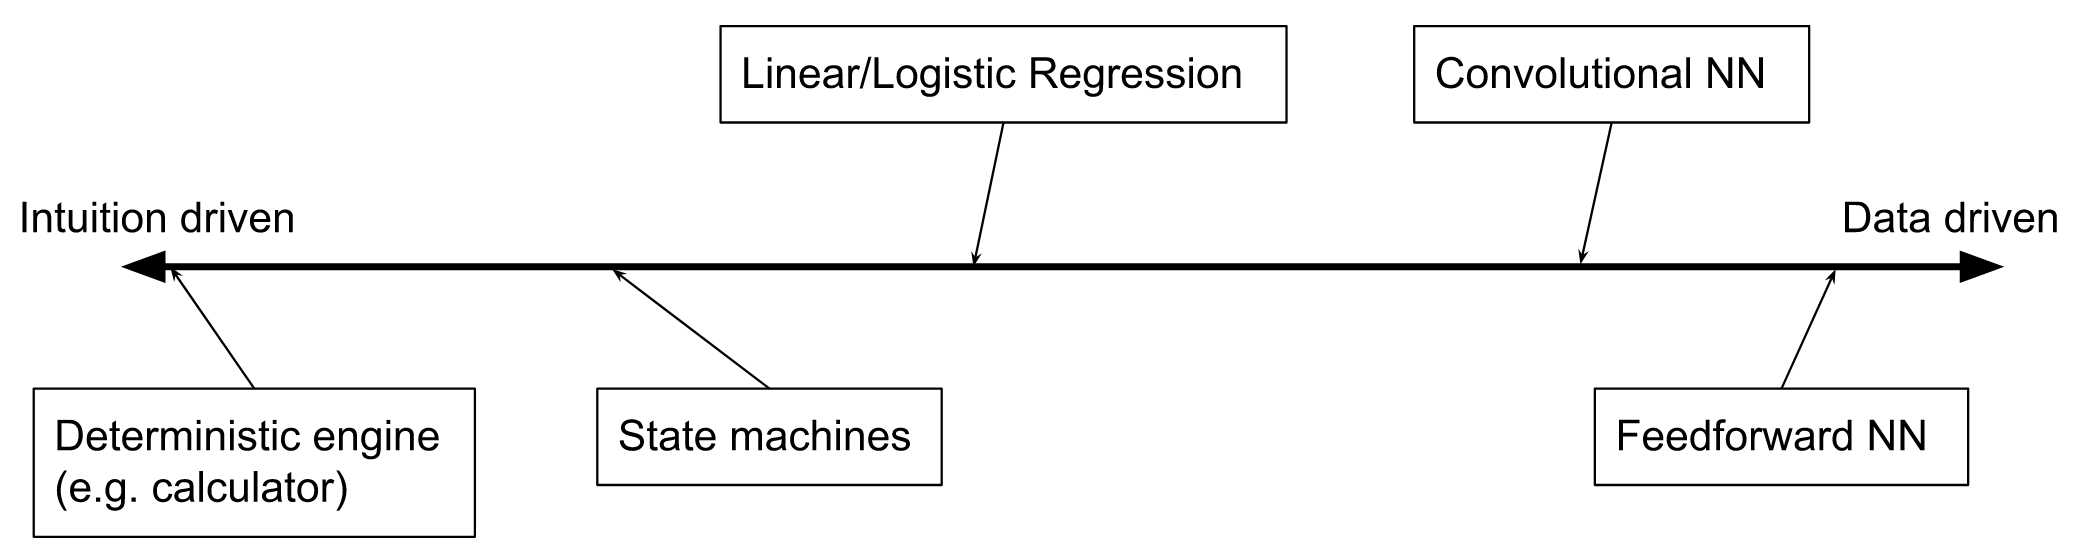 Linear/Logistic Regression
Convolutional NN
Intuition driven
Data driven
Deterministic engine
(e.g. calculator)
State machines
Feedforward NN